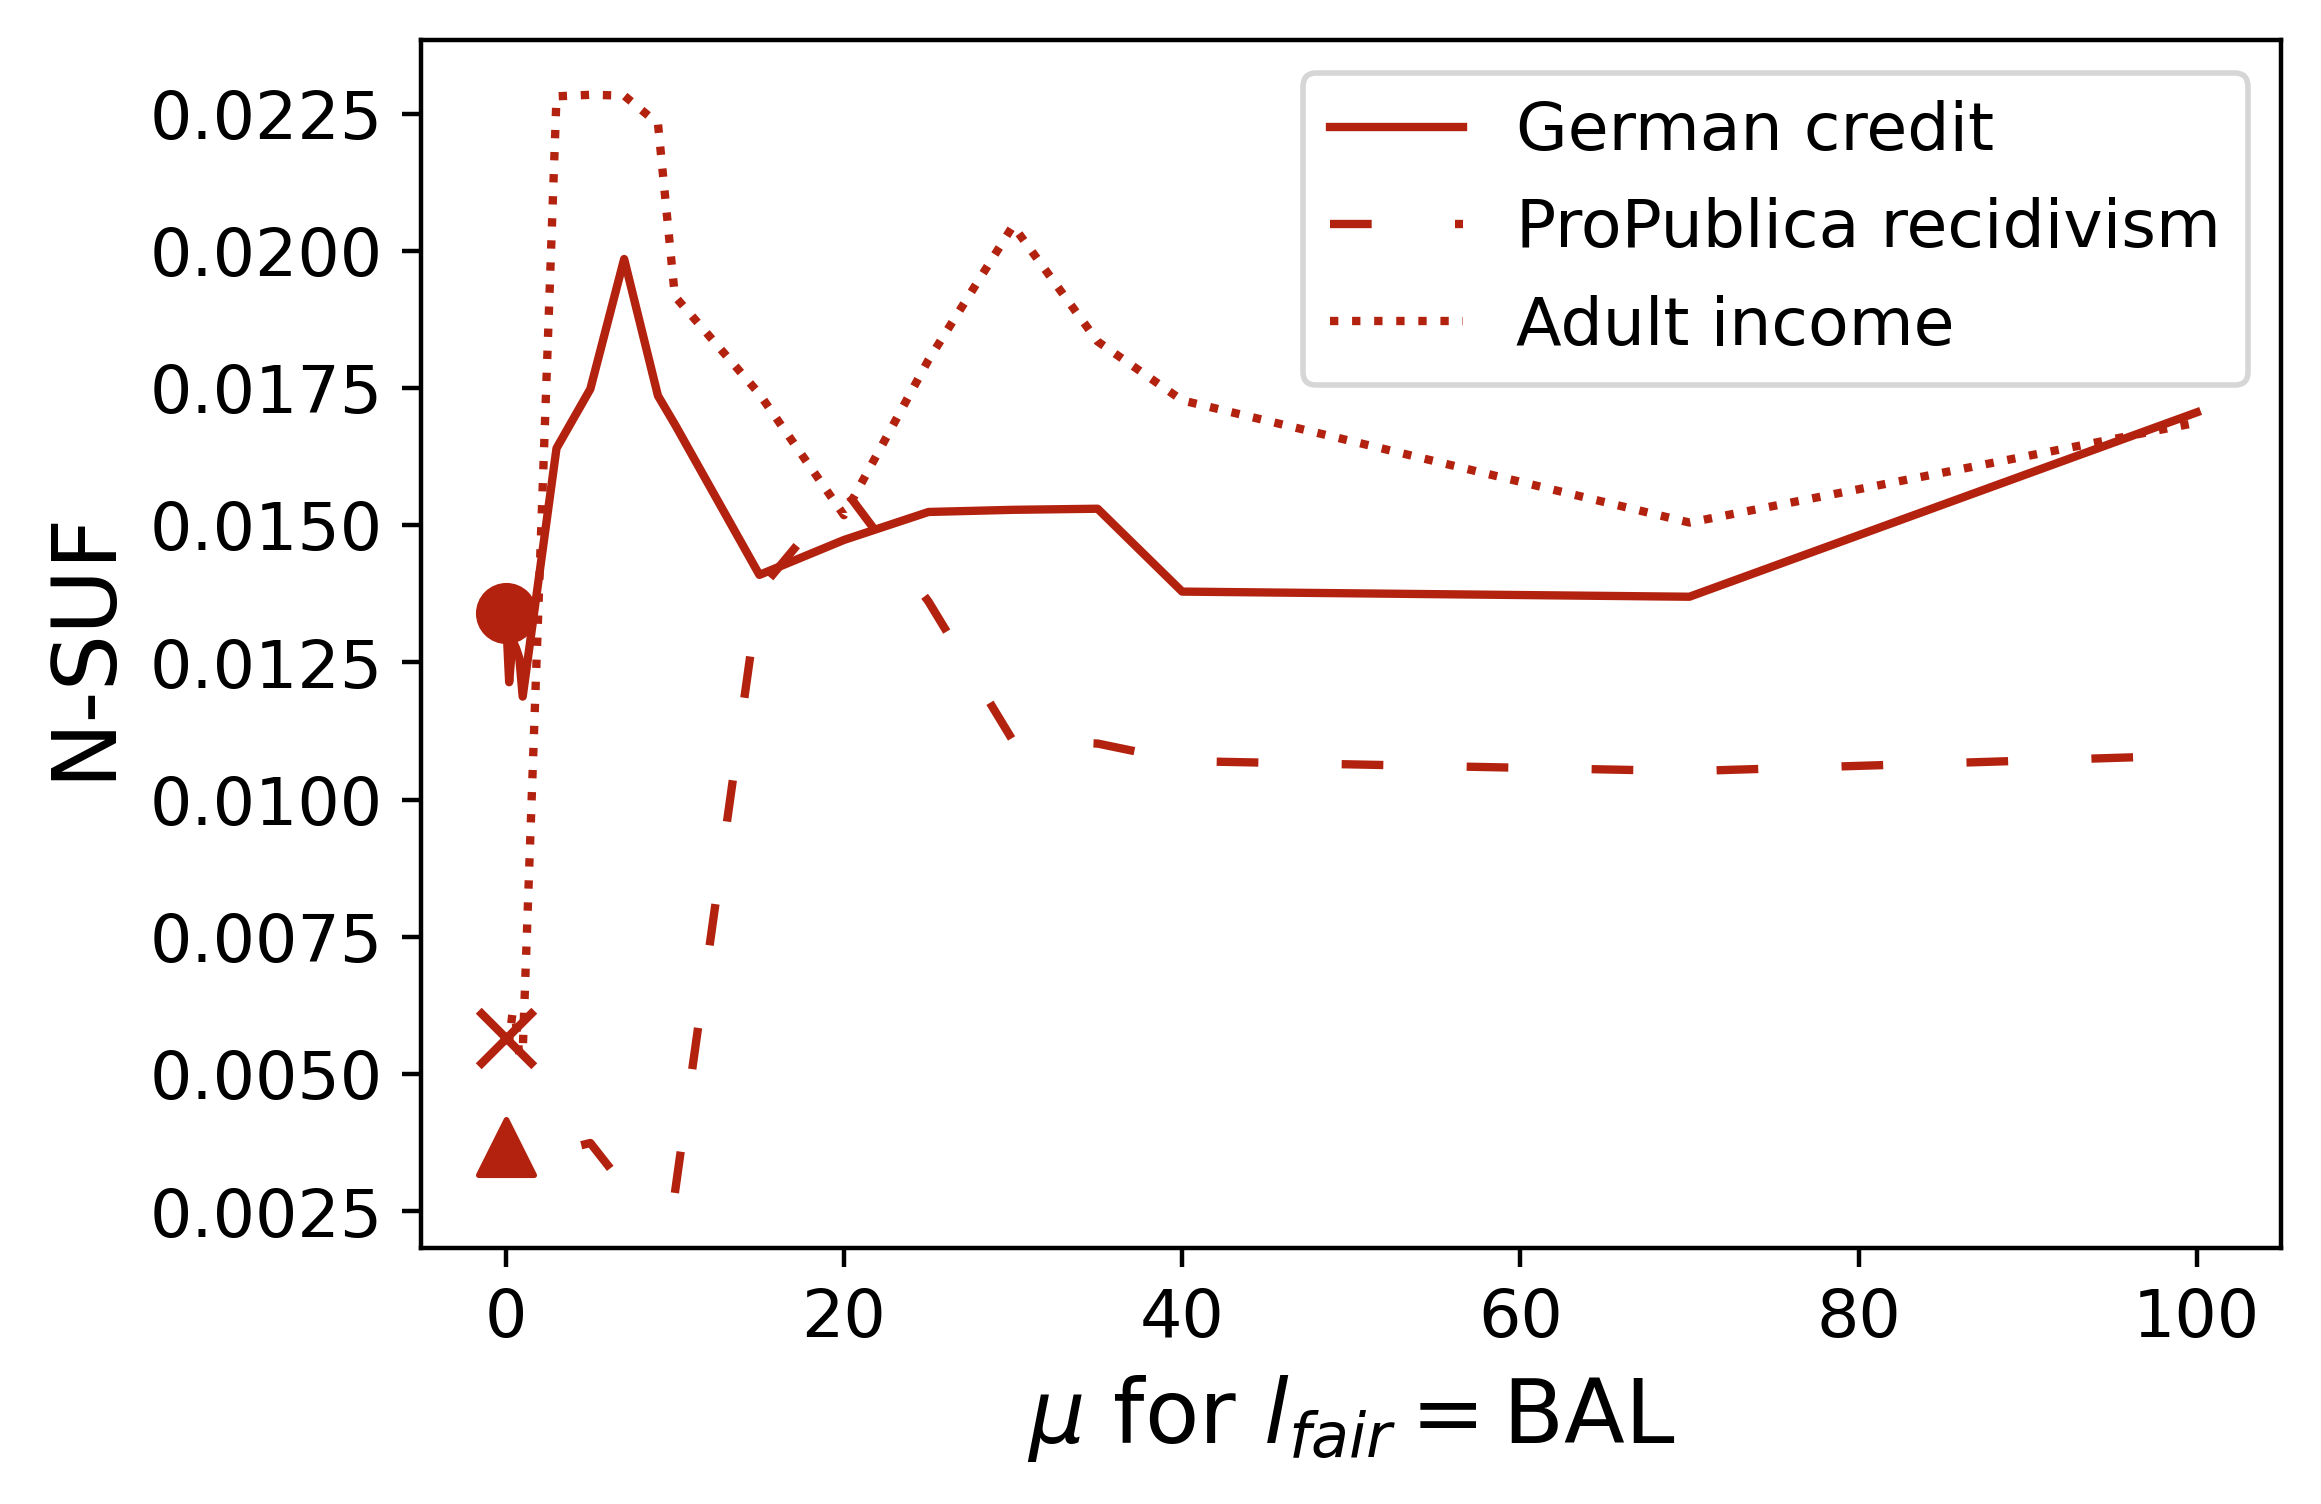 N-SUF
0.0225
0.0200
0.0175
0.0150
0.0125
0.0100
0.0075
0.0050
0.0025
German credit
ProPublica recidivism
Adult income
0 20 40 60 80 100
μ for l_fair = BAL